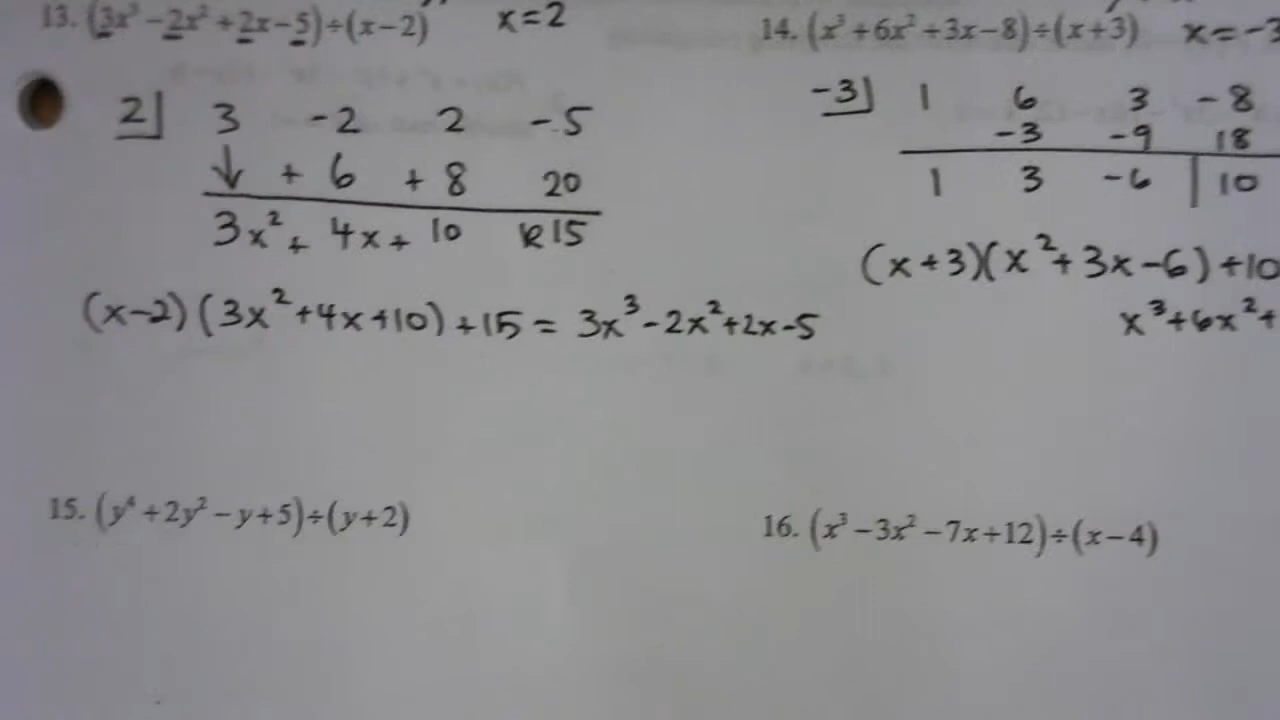 13. (3x³ − 2x² + 2x − 5) ÷ (x − 2) x = 2
2⌋ 3 -2 2 -5
↓ + 6 + 8 20
3x² + 4x + 10 R15
(x-2)(3x²+4x+10)+15 = 3x³-2x²+2x-5
14. (x³ + 6x² + 3x − 8) ÷ (x + 3) x = -3
-3⌋ 1 6 3 -8
-3 -9 18
1 3 -6 | 10
(x+3)(x²+3x-6)+10
x³+6x²+
15. (y⁴ + 2y² − y + 5) ÷ (y + 2)
16. (x³ − 3x² − 7x + 12) ÷ (x − 4)